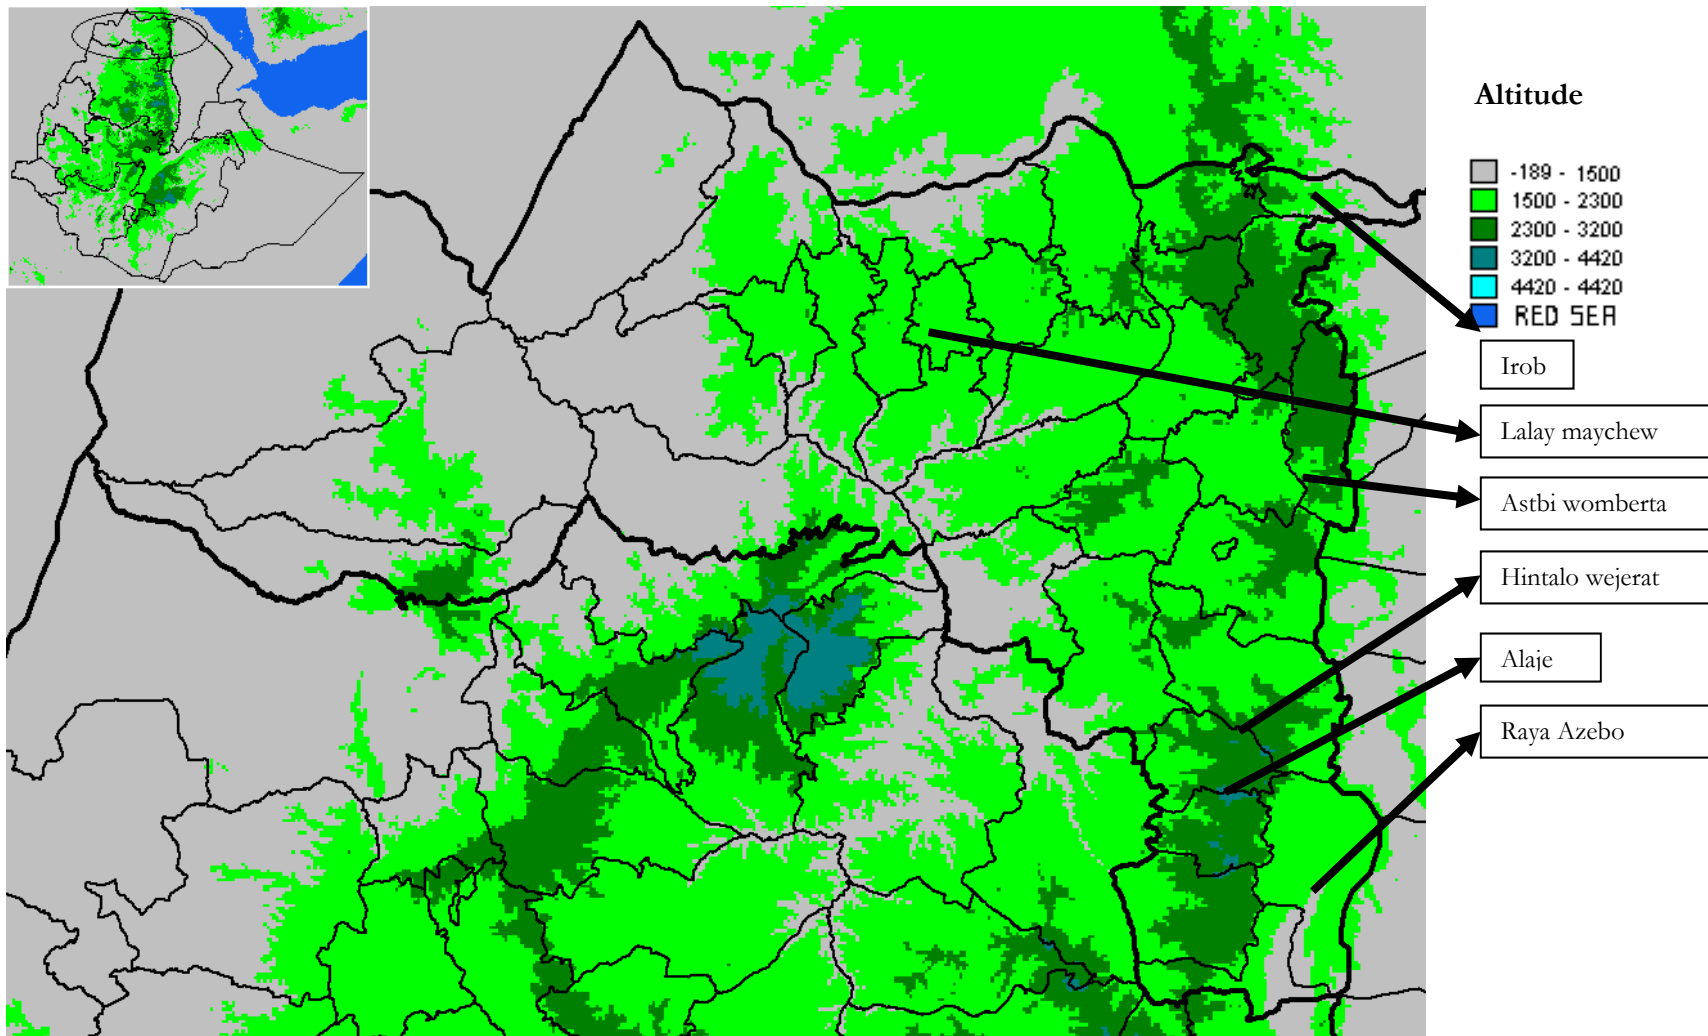 Altitude
-189 - 1500
1500 - 2300
2300 - 3200
3200 - 4420
4420 - 4420
RED SEA
Irob
Lalay maychew
Astbi womberta
Hintalo wejerat
Alaje
Raya Azebo